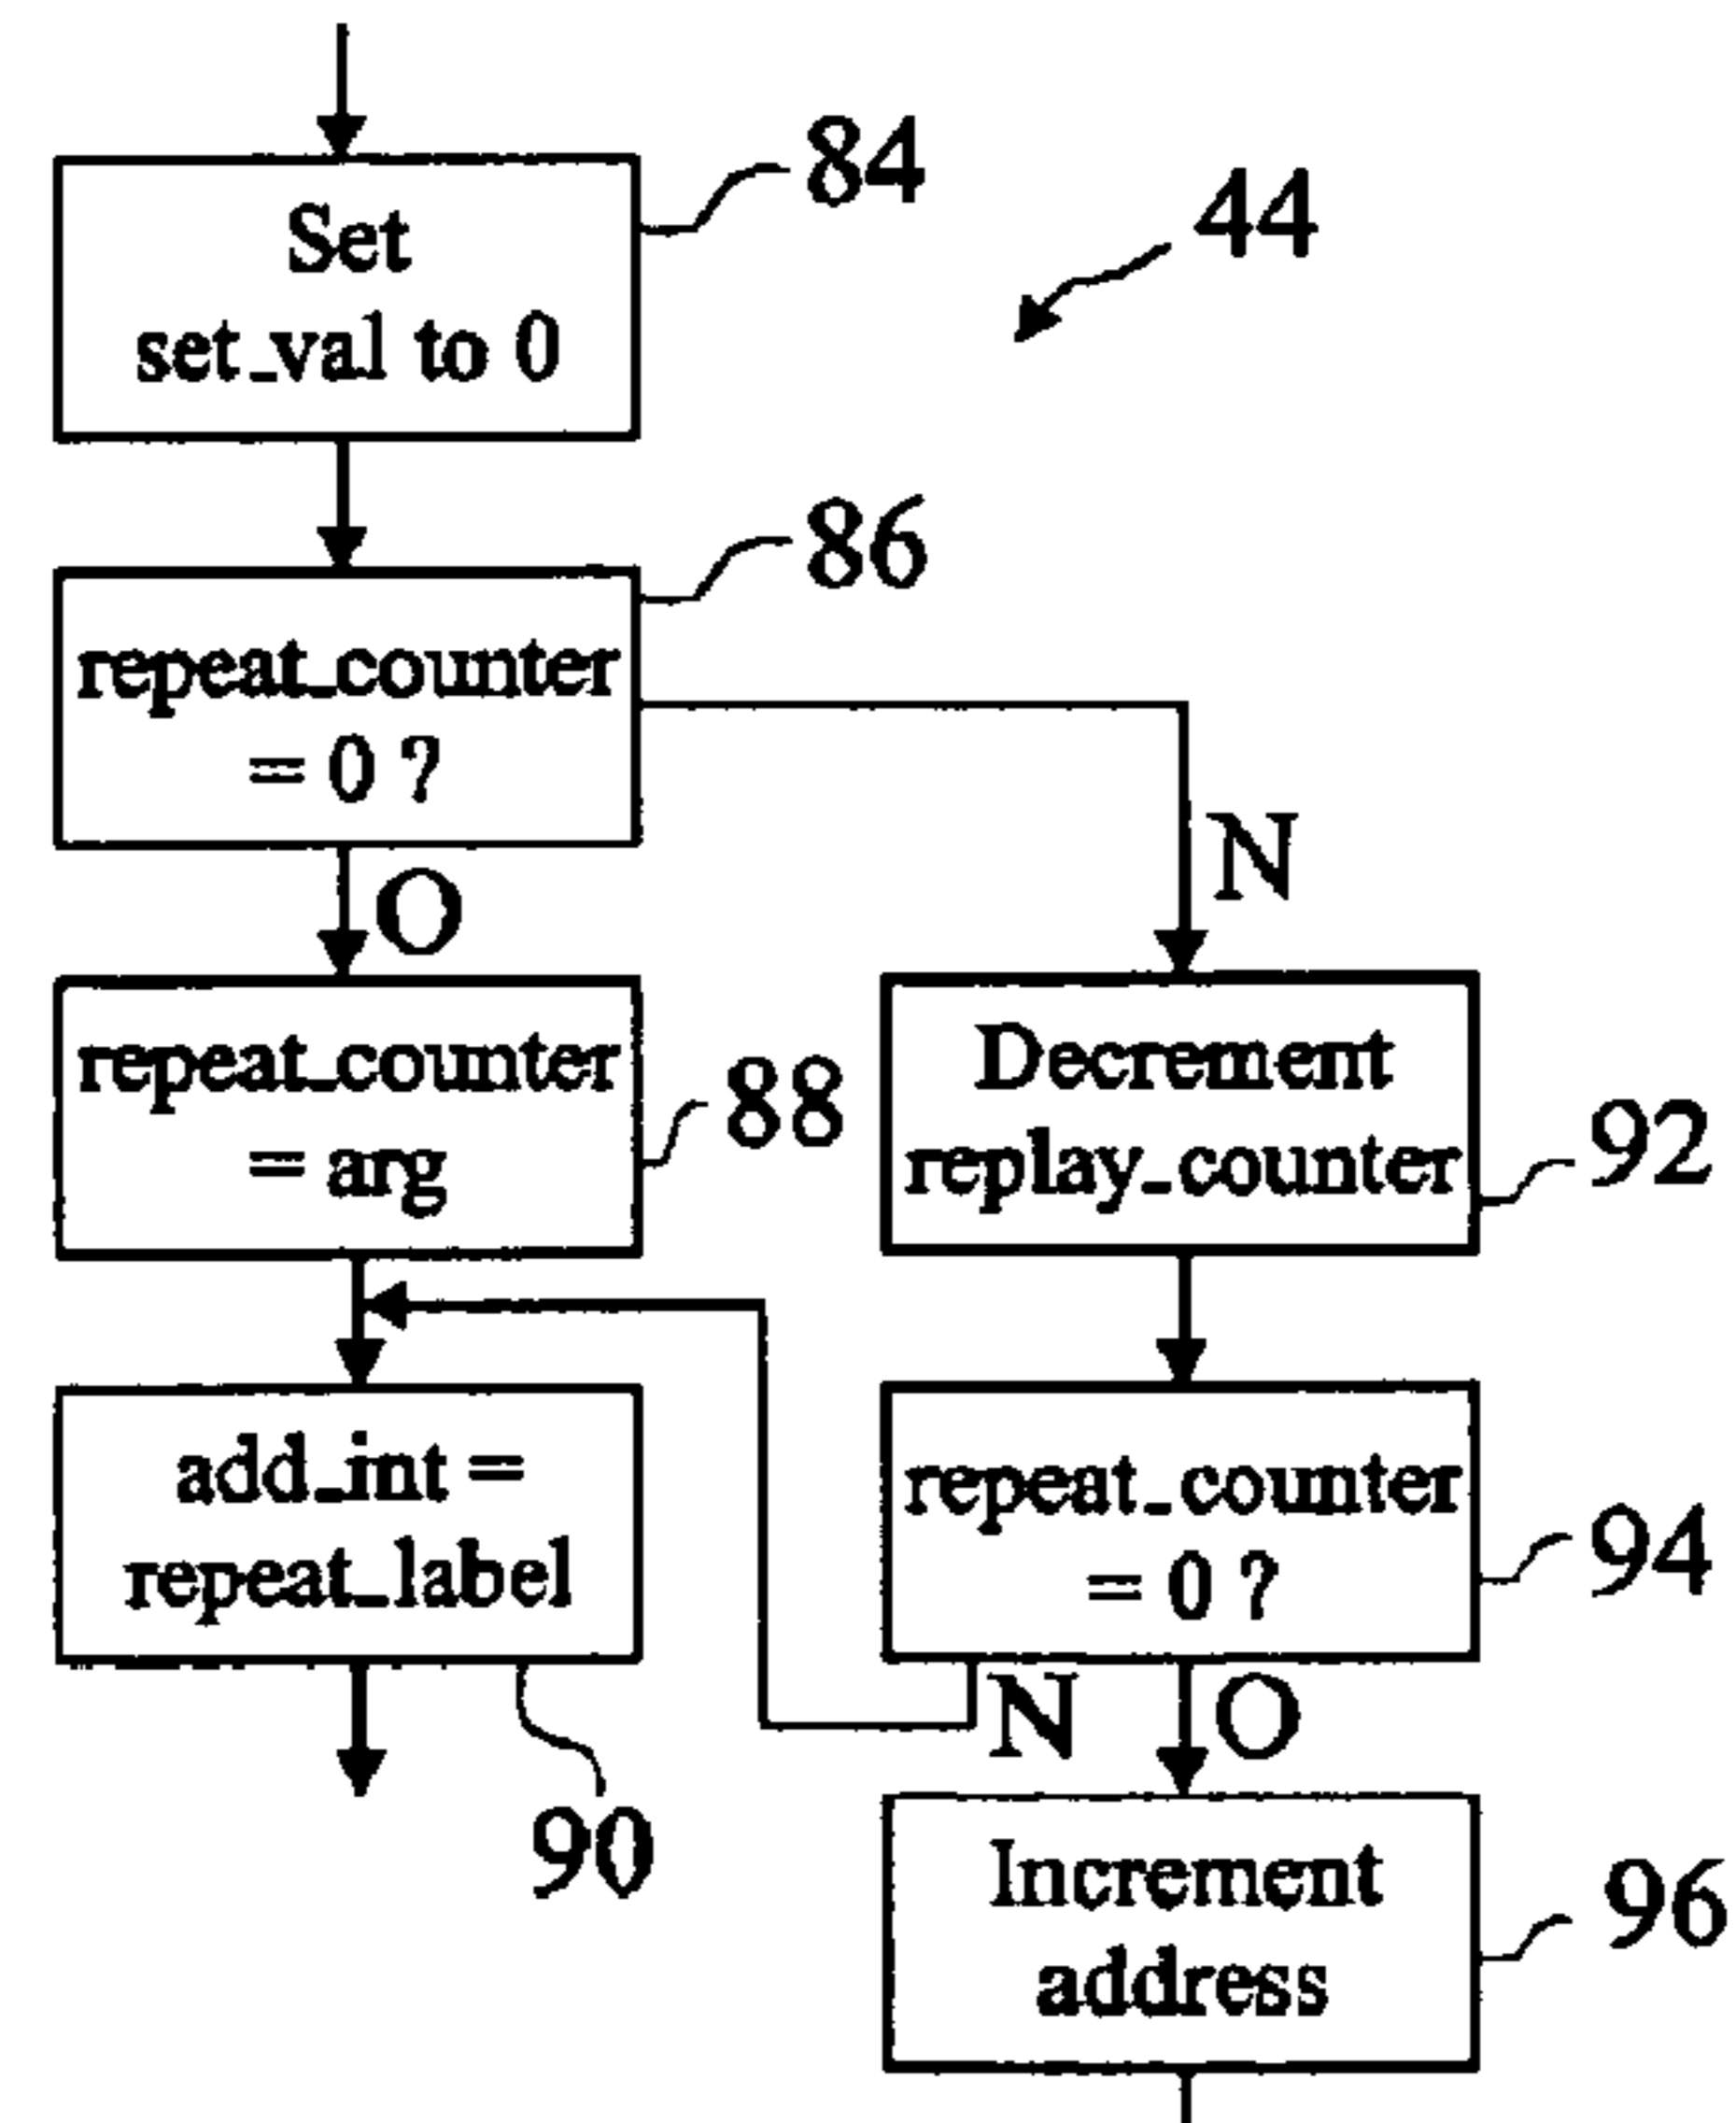 Set
set_val to 0
84
44
repeat_counter
= 0 ?
86
O
N
repeat_counter
= arg
88
Decrement
replay_counter
92
add_int =
repeat_label
90
repeat_counter
= 0 ?
94
N
O
Increment
address
96